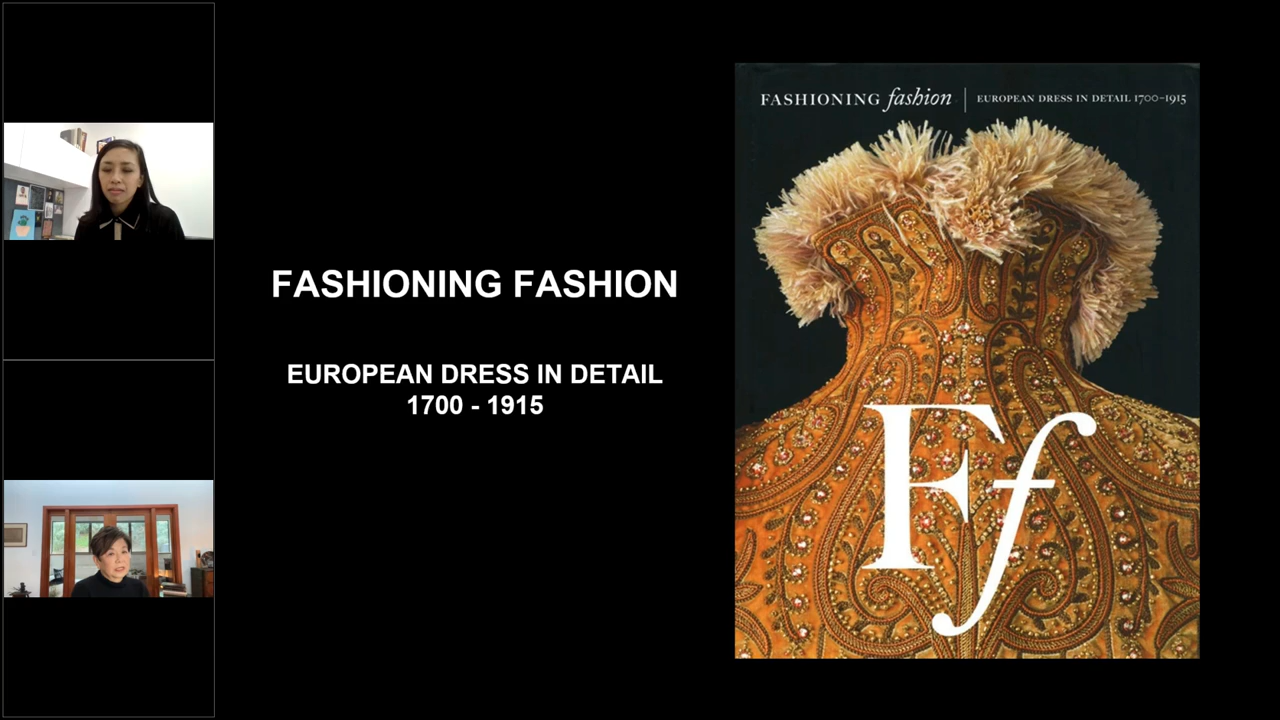 FASHIONING FASHION
EUROPEAN DRESS IN DETAIL
1700 - 1915
FASHIONING fashion | EUROPEAN DRESS IN DETAIL 1700–1915
Ff